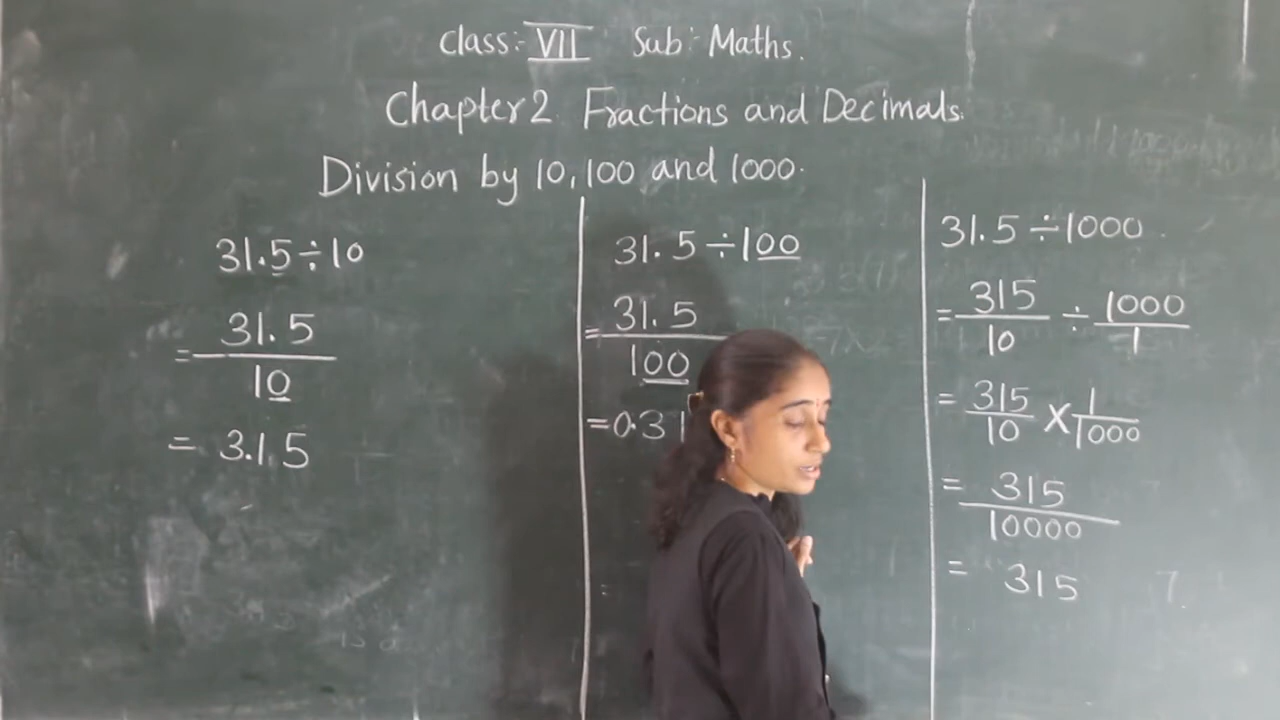 Class:- VII Sub:- Maths.
Chapter 2. Fractions and Decimals.
Division by 10, 100 and 1000.
31.5 ÷ 10
= 31.5 / 10
= 3.15
31.5 ÷ 100
= 31.5 / 100
= 0.31
31.5 ÷ 1000
= 315 / 10 ÷ 1000 / 1
= 315 / 10 X 1 / 1000
= 315 / 10000
= 315